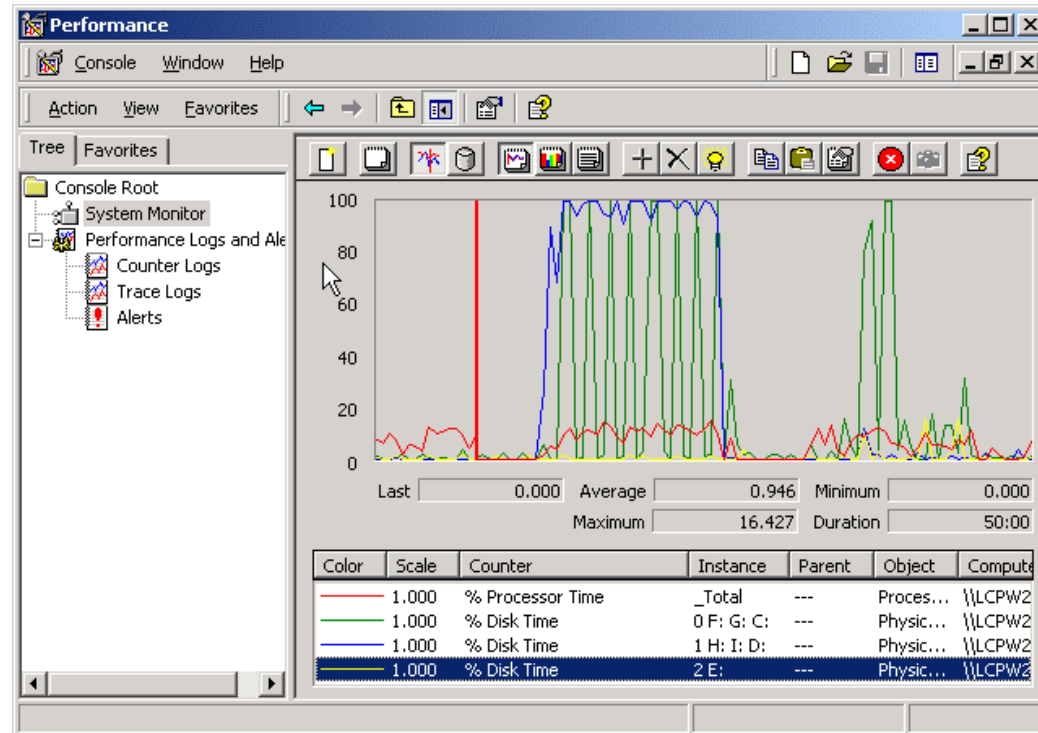 Performance
Console Window Help
Action View Favorites
Tree Favorites
Console Root
System Monitor
Performance Logs and Ale
Counter Logs
Trace Logs
Alerts
100
80
60
40
20
0
Last 0.000 Average 0.946 Minimum 0.000
Maximum 16.427 Duration 50:00
Color Scale Counter Instance Parent Object Compute
1.000 % Processor Time _Total --- Proces... \\LCPW2
1.000 % Disk Time 0 F: G: C: --- Physic... \\LCPW2
1.000 % Disk Time 1 H: I: D: --- Physic... \\LCPW2
1.000 % Disk Time 2 E: --- Physic... \\LCPW2